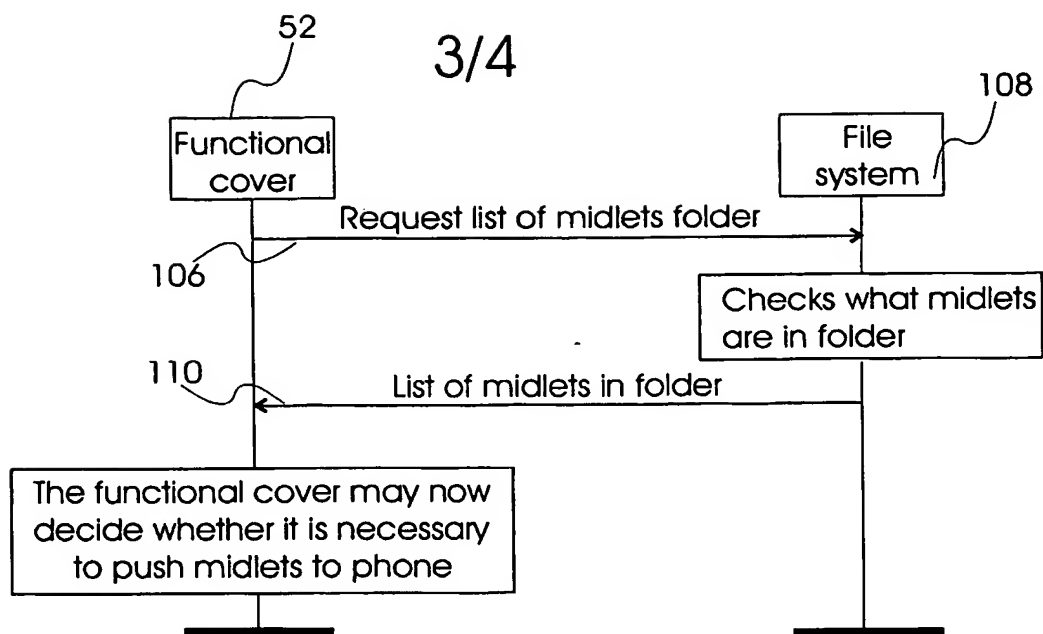 52
3/4
108
Functional
cover
File
system
Request list of midlets folder
106
Checks what midlets
are in folder
110
List of midlets in folder
The functional cover may now
decide whether it is necessary
to push midlets to phone